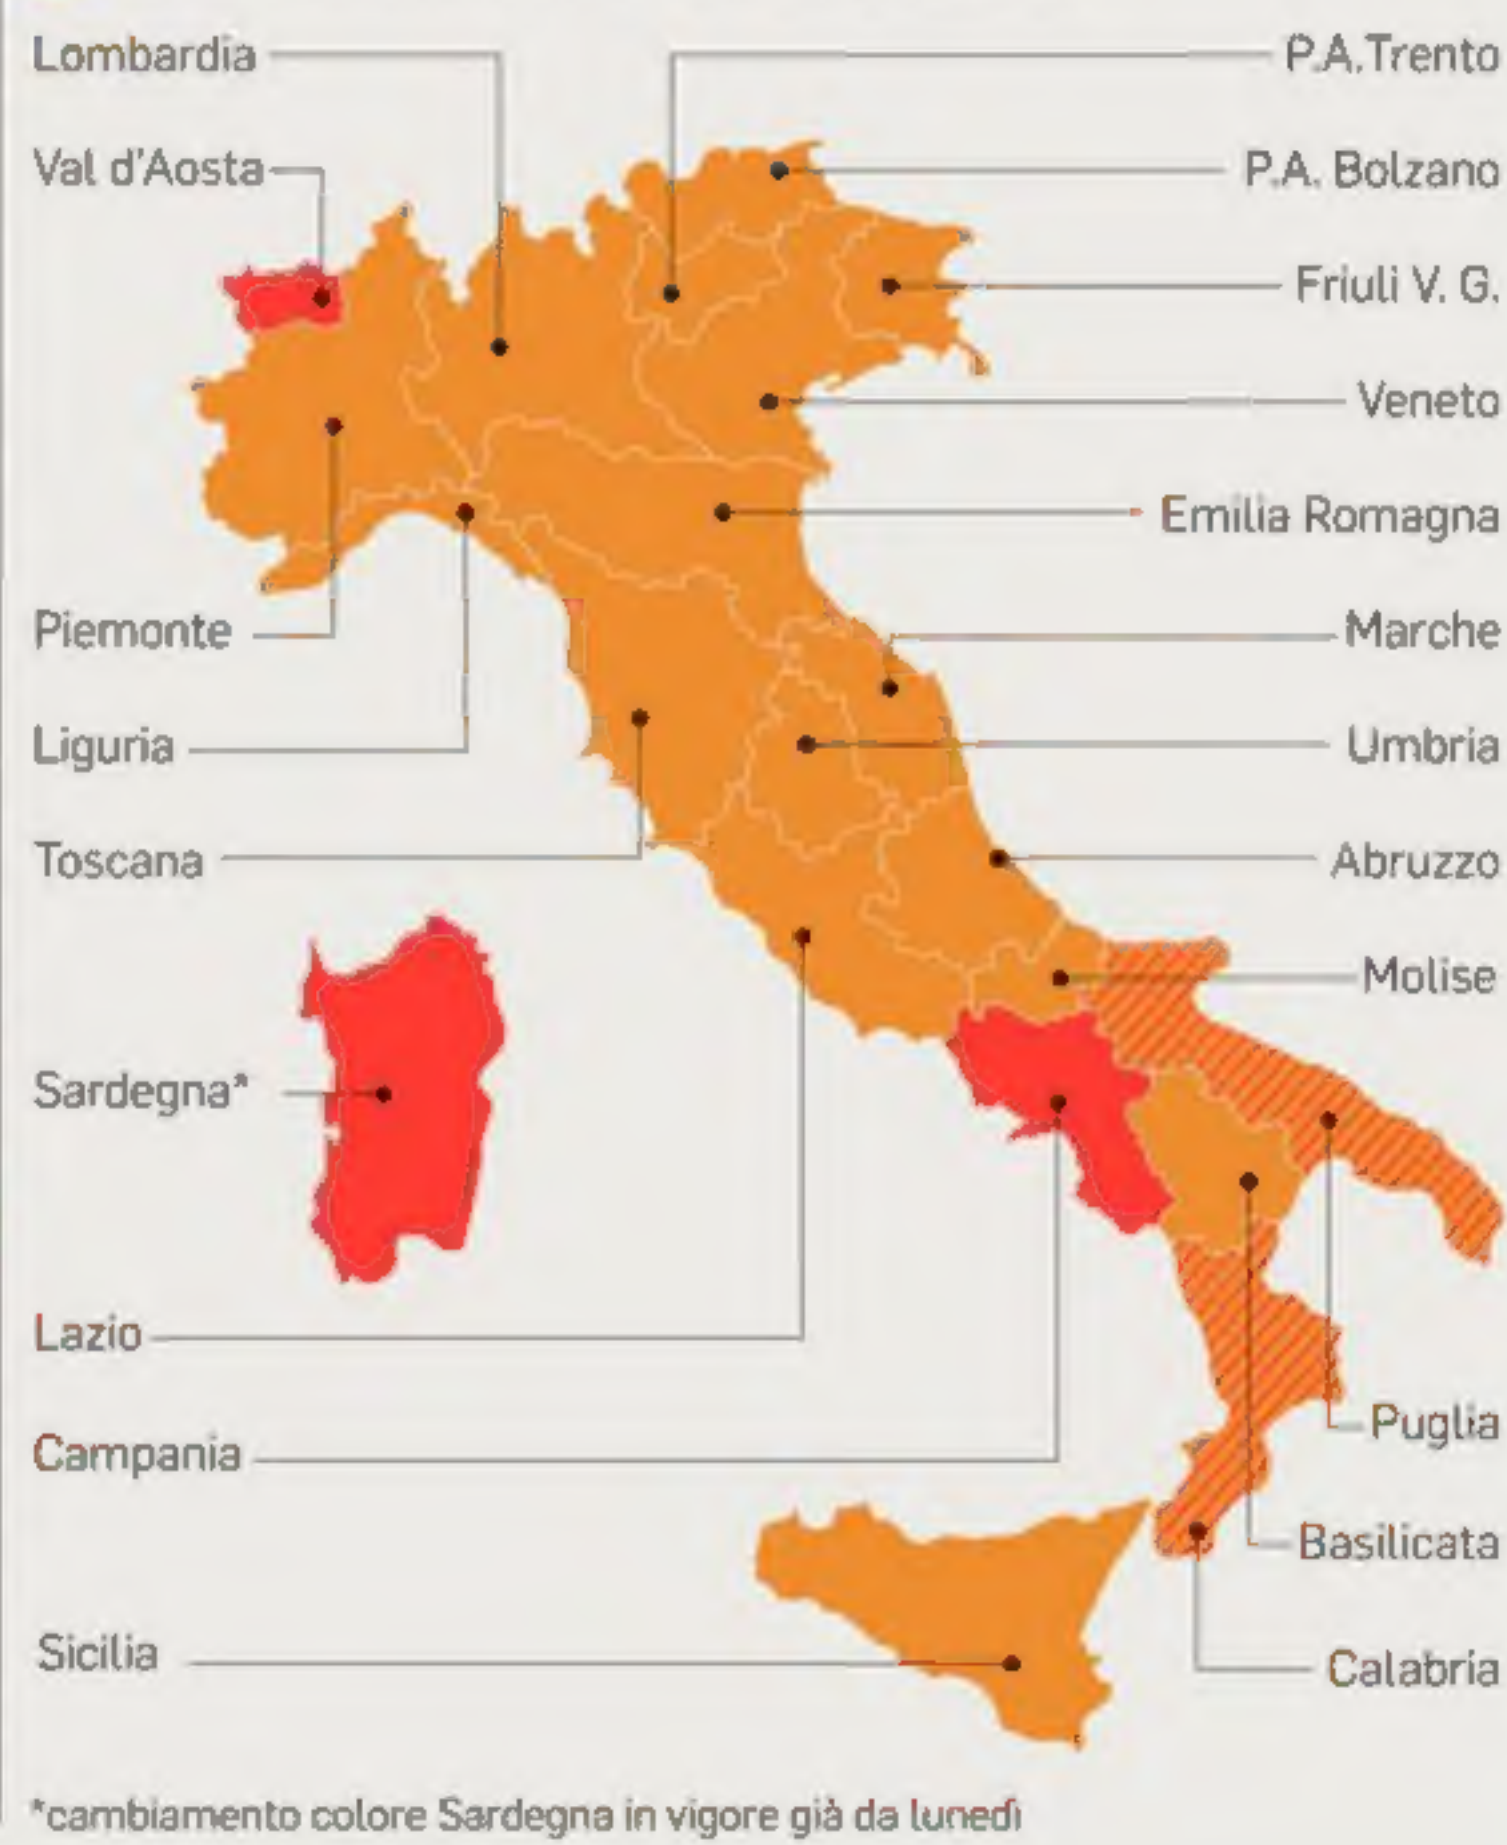 Lombardia
P.A.Trento
Val d'Aosta
P.A. Bolzano
Friuli V. G.
Veneto
Emilia Romagna
Piemonte
Marche
Liguria
Umbria
Toscana
Abruzzo
Molise
Sardegna*
Lazio
Puglia
Campania
Basilicata
Sicilia
Calabria
*cambiamento colore Sardegna in vigore già da lunedì